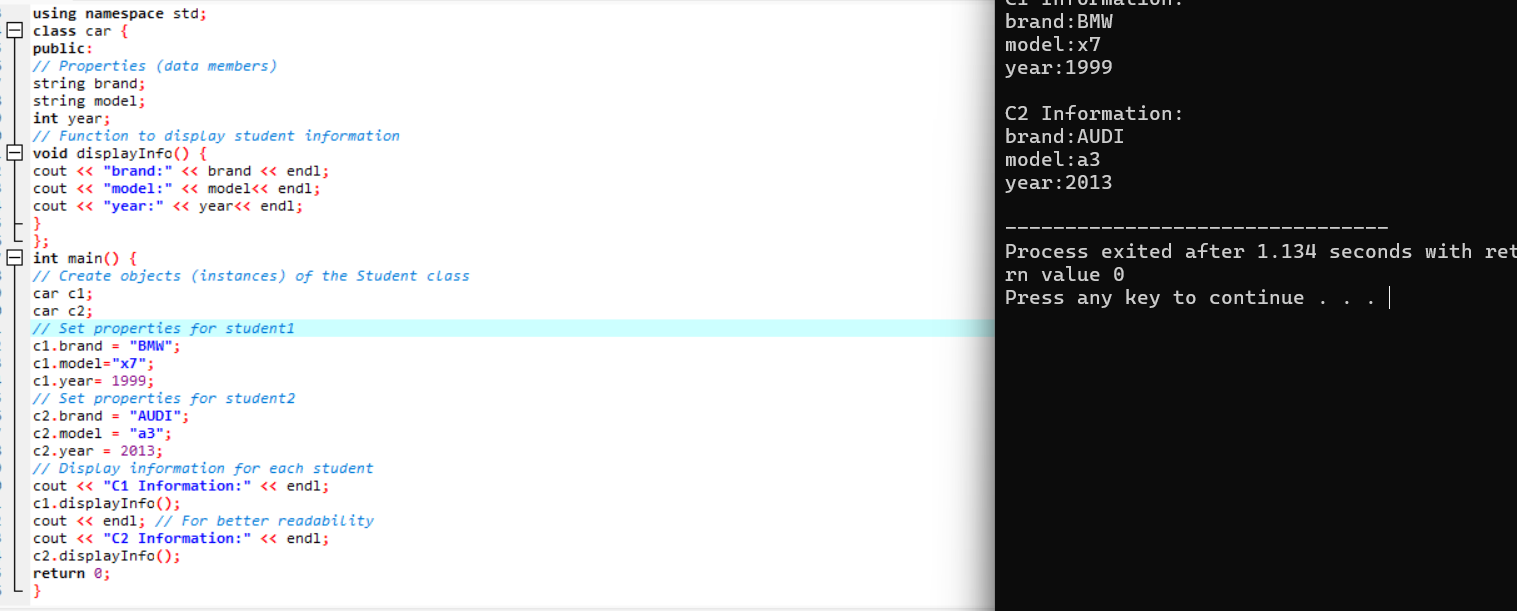 using namespace std;
class car {
public:
// Properties (data members)
string brand;
string model;
int year;
// Function to display student information
void displayInfo() {
cout << "brand:" << brand << endl;
cout << "model:" << model<< endl;
cout << "year:" << year<< endl;
}
};
int main() {
// Create objects (instances) of the Student class
car c1;
car c2;
// Set properties for student1
c1.brand = "BMW";
c1.model="x7";
c1.year= 1999;
// Set properties for student2
c2.brand = "AUDI";
c2.model = "a3";
c2.year = 2013;
// Display information for each student
cout << "C1 Information:" << endl;
c1.displayInfo();
cout << endl; // For better readability
cout << "C2 Information:" << endl;
c2.displayInfo();
return 0;
}
C1 Information:
brand:BMW
model:x7
year:1999
C2 Information:
brand:AUDI
model:a3
year:2013
--------------------------------
Process exited after 1.134 seconds with ret
rn value 0
Press any key to continue . . .